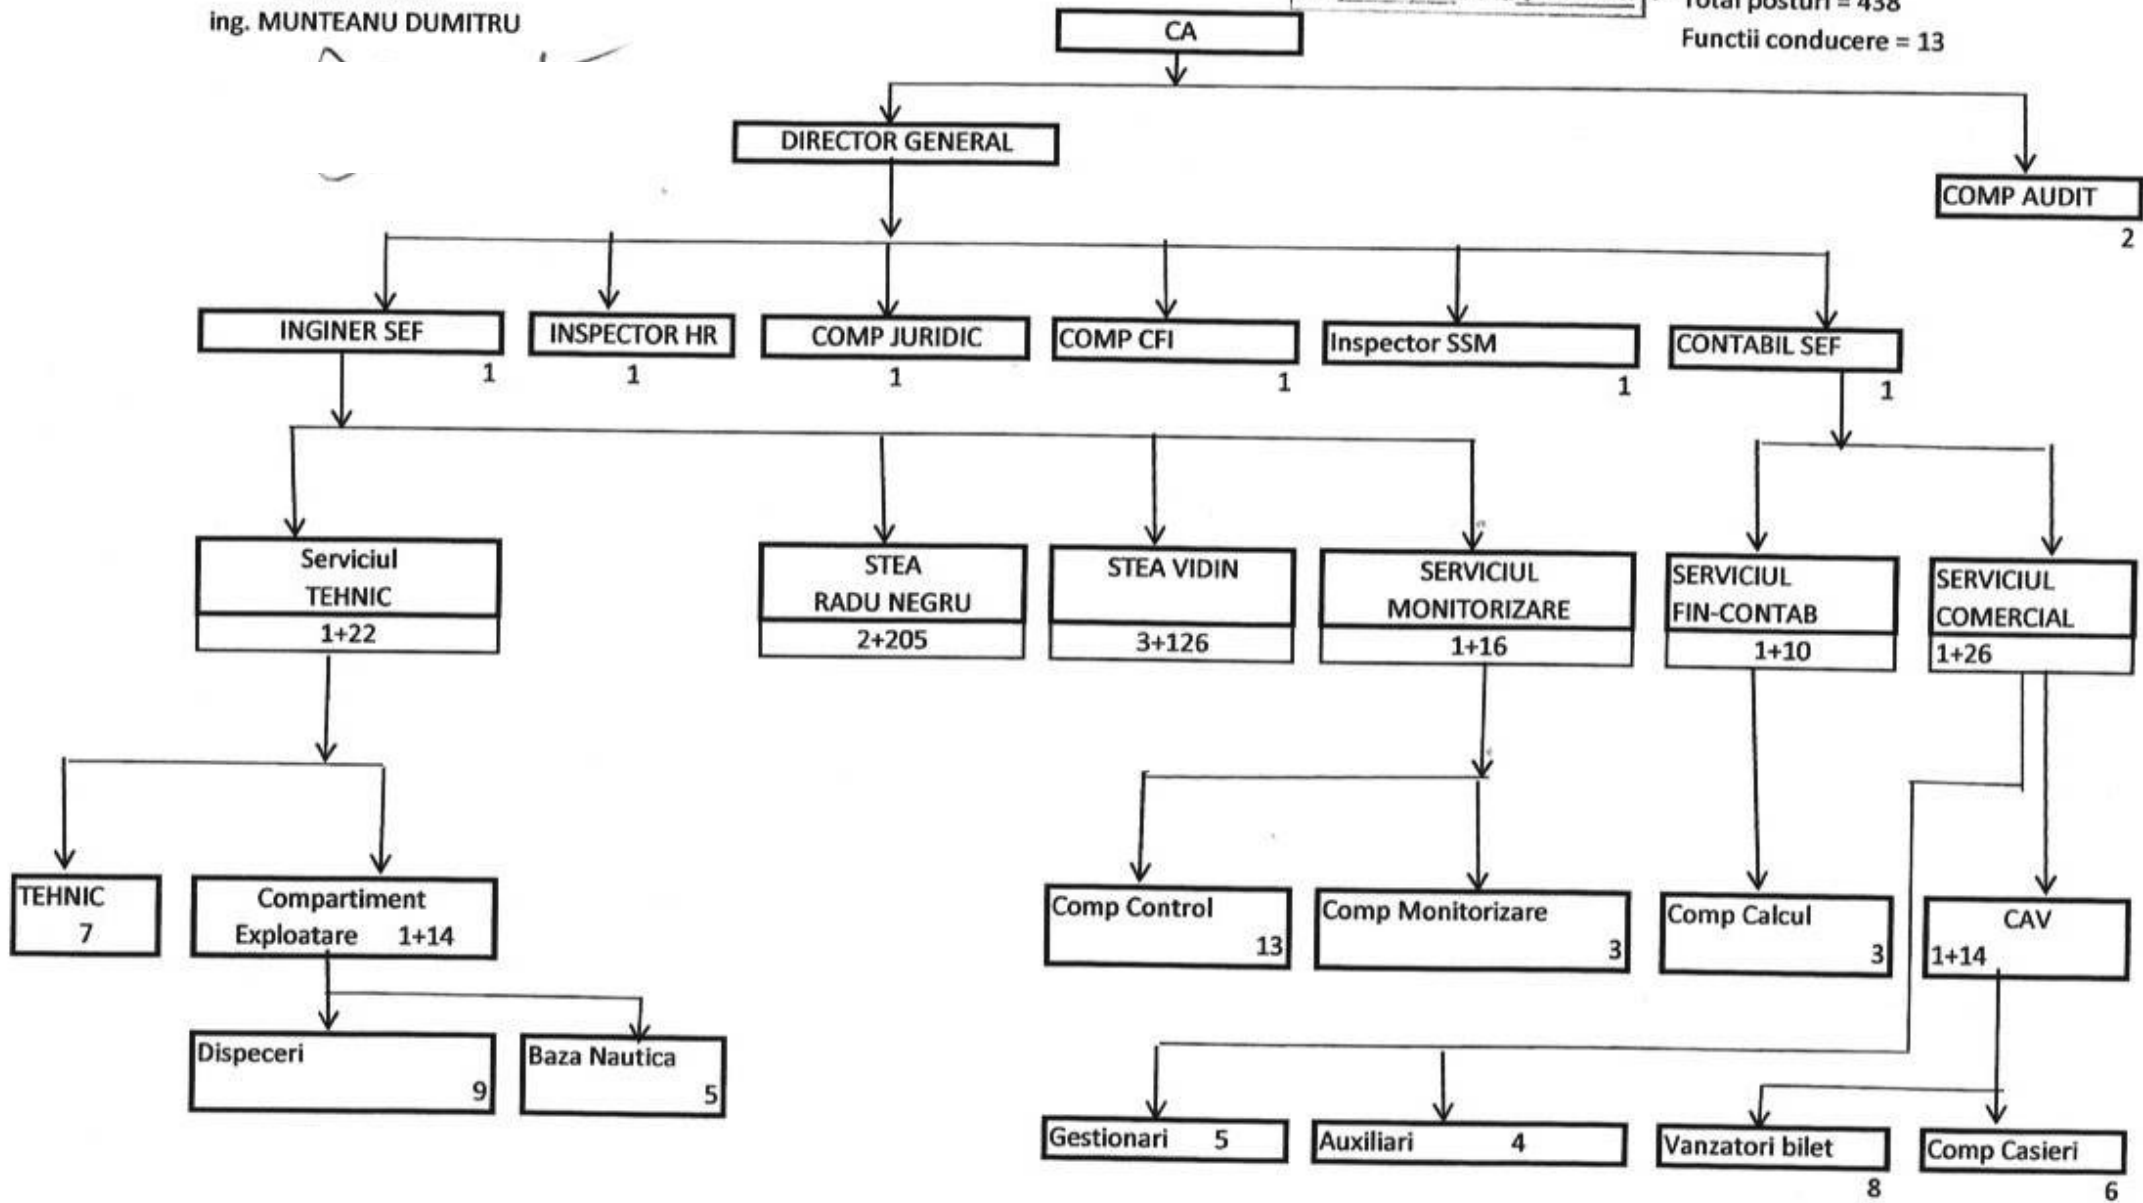 ing. MUNTEANU DUMITRU
Total posturi = 438
Functii conducere = 13
CA
DIRECTOR GENERAL
COMP AUDIT
2
INGINER SEF
1
INSPECTOR HR
1
COMP JURIDIC
1
COMP CFI
1
Inspector SSM
1
CONTABIL SEF
1
Serviciul
TEHNIC
1+22
STEA
RADU NEGRU
2+205
STEA VIDIN
3+126
SERVICIUL
MONITORIZARE
1+16
SERVICIUL
FIN-CONTAB
1+10
SERVICIUL
COMERCIAL
1+26
TEHNIC
7
Compartiment
Exploatare 1+14
Comp Control
13
Comp Monitorizare
3
Comp Calcul
3
CAV
1+14
Dispeceri
9
Baza Nautica
5
Gestionari 5
Auxiliari 4
Vanzatori bilet
8
Comp Casieri
6